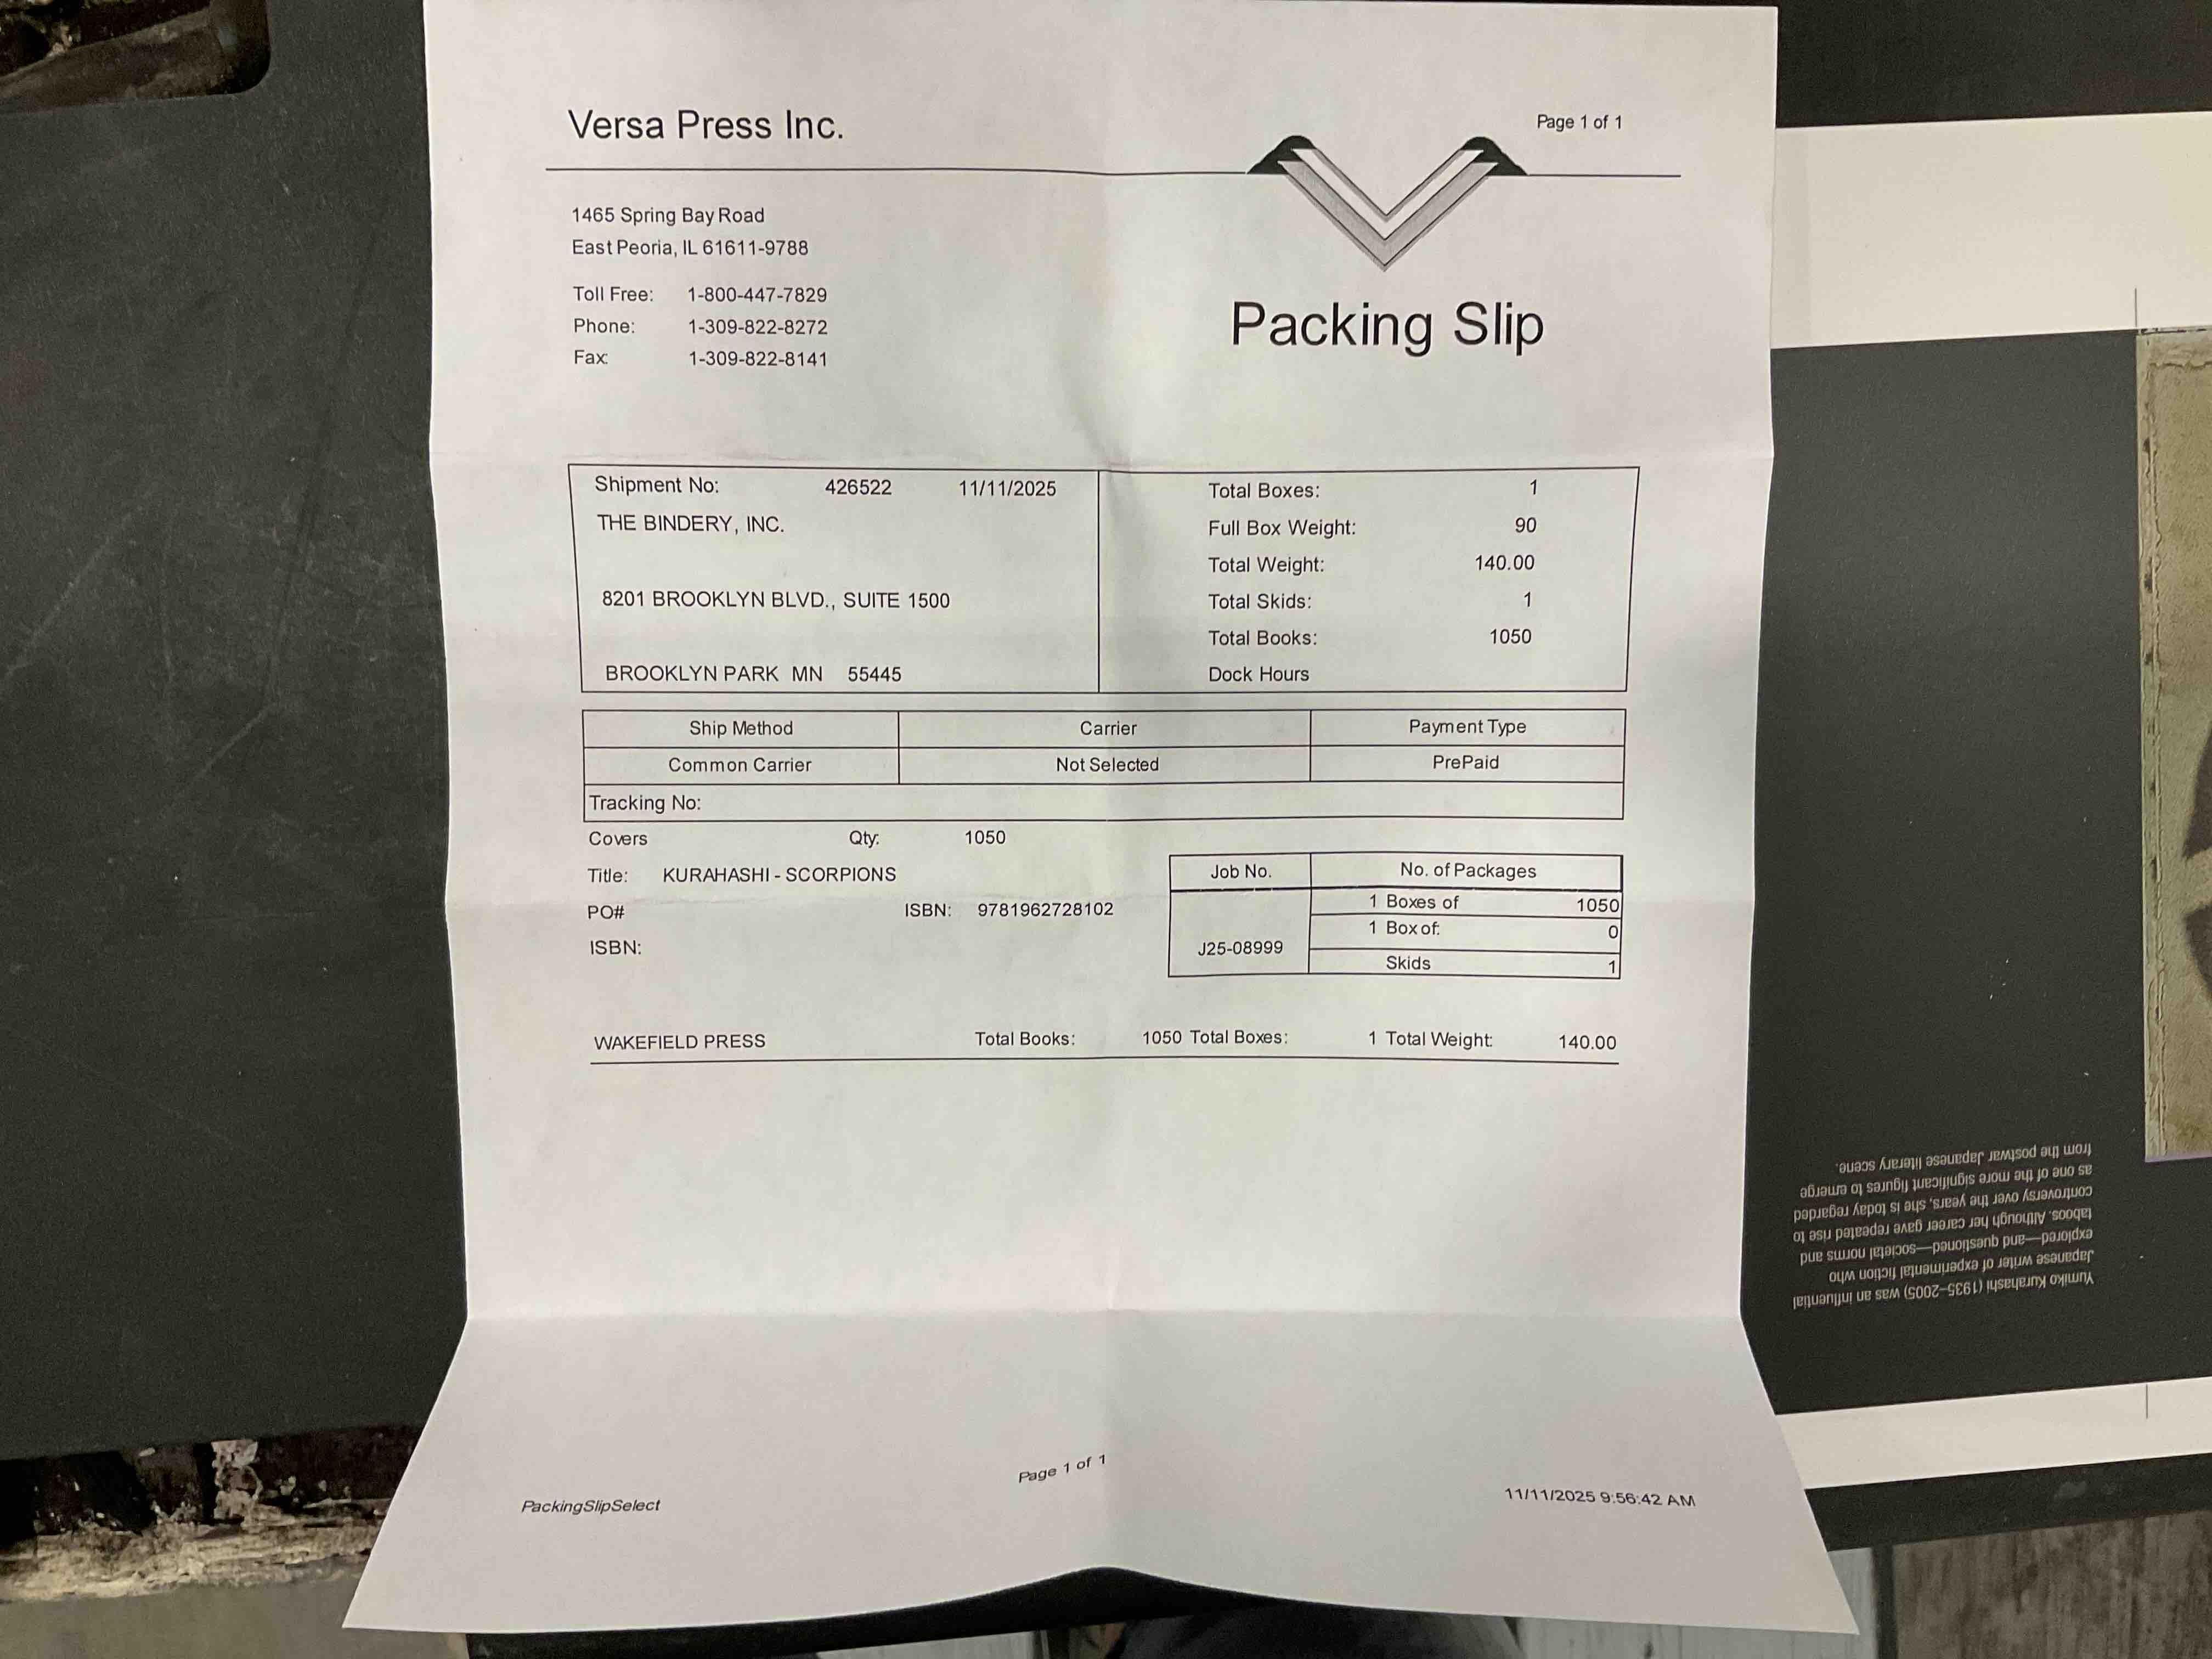 Versa Press Inc.
Page 1 of 1
1465 Spring Bay Road
East Peoria, IL 61611-9788
Toll Free: 1-800-447-7829
Phone: 1-309-822-8272
Fax: 1-309-822-8141
Packing Slip
Shipment No: 426522 11/11/2025
THE BINDERY, INC.
8201 BROOKLYN BLVD., SUITE 1500
BROOKLYN PARK MN 55445
Total Boxes: 1
Full Box Weight: 90
Total Weight: 140.00
Total Skids: 1
Total Books: 1050
Dock Hours
Ship Method Carrier Payment Type
Common Carrier Not Selected PrePaid
Tracking No:
Covers Qty: 1050
Title: KURAHASHI - SCORPIONS
PO# ISBN: 9781962728102
ISBN:
Job No. No. of Packages
J25-08999
1 Boxes of 1050
1 Box of: 0
Skids 1
WAKEFIELD PRESS Total Books: 1050 Total Boxes: 1 Total Weight: 140.00
Page 1 of 1
PackingSlipSelect
11/11/2025 9:56:42 AM
Yumiko Kurahashi (1935–2005) was an influential
Japanese writer of experimental fiction who
explored—and questioned—societal norms and
taboos. Although her career gave repeated rise to
controversy over the years, she is today regarded
as one of the more significant figures to emerge
from the postwar Japanese literary scene.